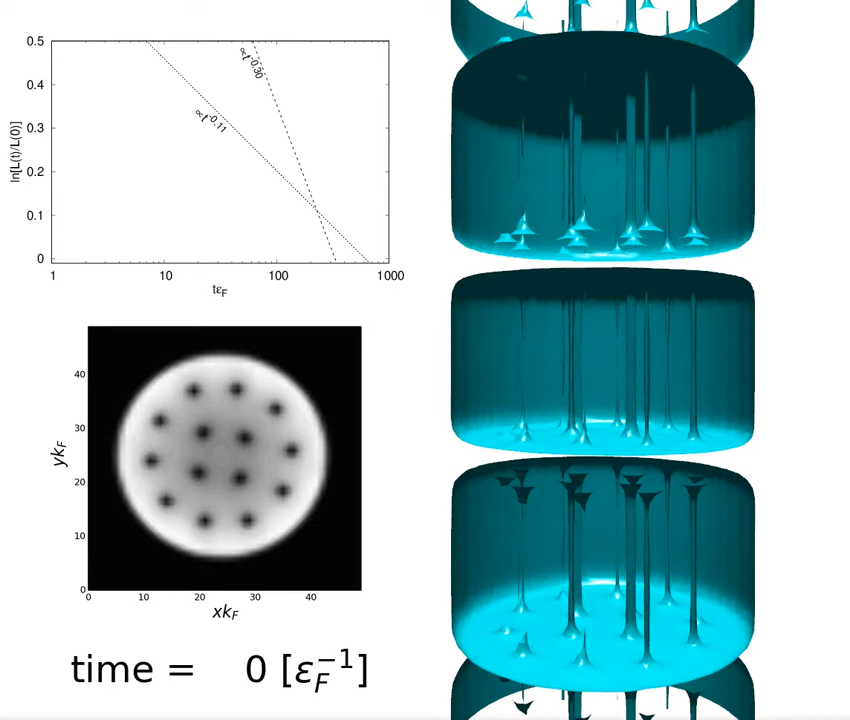 0.5
0.4
0.3
0.2
0.1
0
ln[L(t)/L(0)]
∝t^-0.30
∝t^-0.11
1 10 100 1000
tε_F
40
30
20
10
0
yk_F
0 10 20 30 40
xk_F
time = 0 [ε_F^-1]